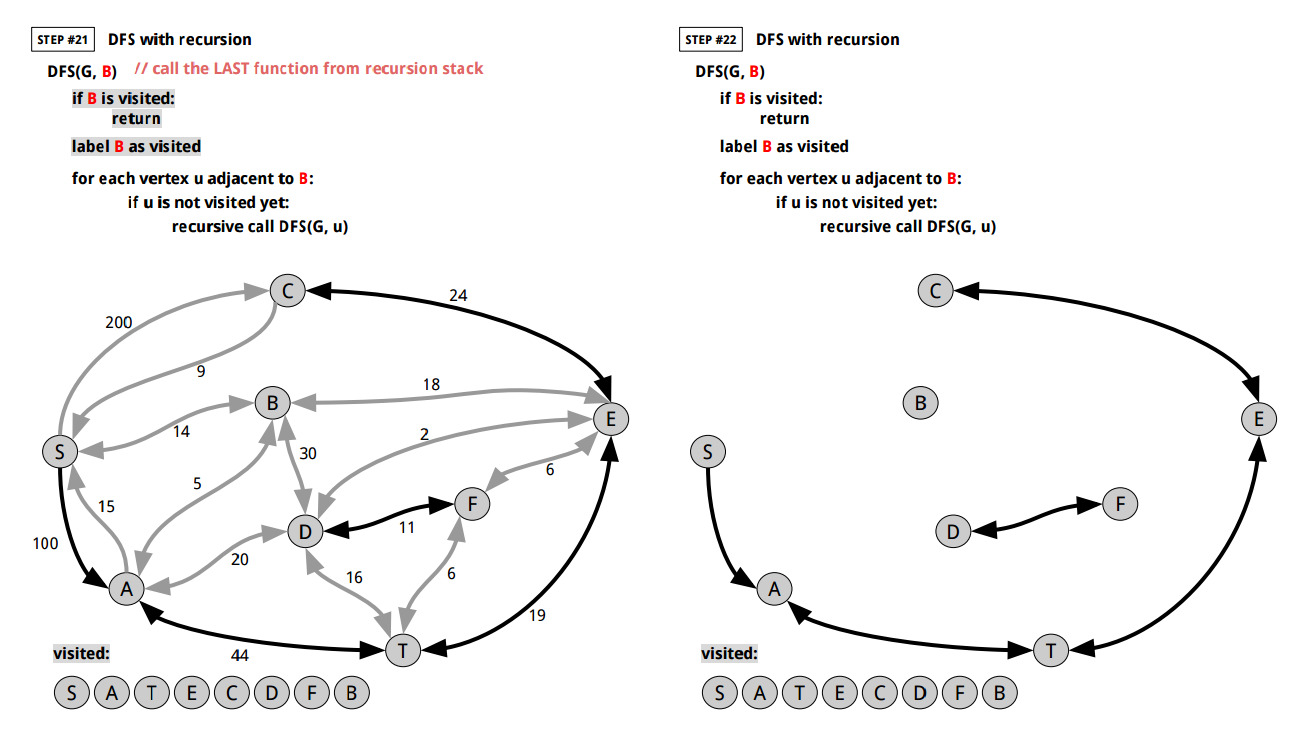 STEP #21 DFS with recursion
DFS(G, B) // call the LAST function from recursion stack
if B is visited:
return
label B as visited
for each vertex u adjacent to B:
if u is not visited yet:
recursive call DFS(G, u)
C
24
200
9
B
18
14
E
2
S
30
6
5
15
F
D
11
100
20
16
6
A
19
T
44
visited:
S A T E C D F B
STEP #22 DFS with recursion
DFS(G, B)
if B is visited:
return
label B as visited
for each vertex u adjacent to B:
if u is not visited yet:
recursive call DFS(G, u)
C
B
E
S
F
D
A
T
visited:
S A T E C D F B